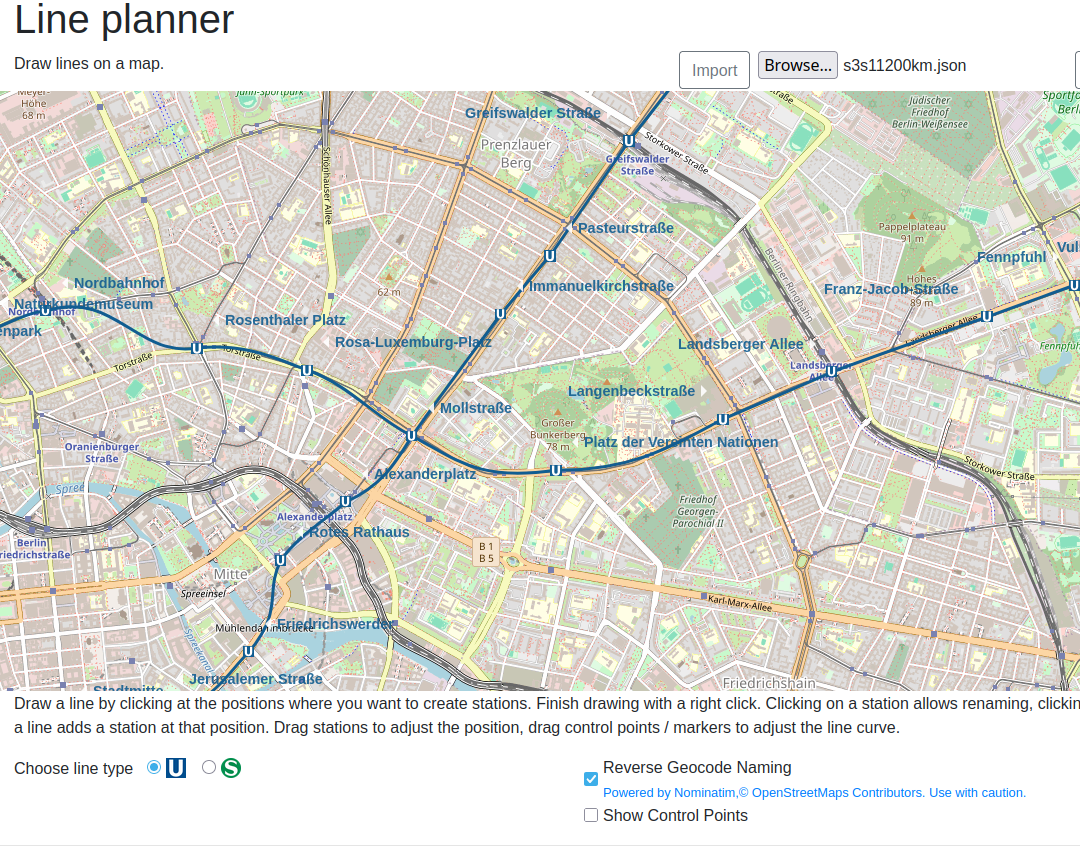 Line planner
Draw lines on a map.
Import
Browse...
s3s11200km.json
Höhe
68 m
Greifswalder Straße
Prenzlauer
Berg
Storkower Straße
Greifswalder
Straße
Jüdischer
Friedhof
Berlin-Weißensee
Schönhauser Allee
Pasteurstraße
Pappelplateau
91 m
Fennpfuhl
Nordbahnhof
Naturkundemuseum
62 m
Immanuelkirchstraße
Berliner Ringbahn
Hohes
89 m
Franz-Jacob-Straße
Rosenthaler Platz
Torstraße
Torstraße
Rosa-Luxemburg-Platz
Landsberger Allee
Landsberger Allee
Landsberger
Allee
Langenbeckstraße
Mollstraße
Großer
Bunkerberg
78 m
Platz der Vereinten Nationen
Oranienburger
Straße
Alexanderplatz
Storkower Straße
Spree
Friedhof
Georgen-
Parochial II
Alexanderplatz
Rotes Rathaus
Berlin
B 1
B 5
Mitte
Spreeinsel
Karl-Marx-Allee
Mühlendammbrücke
Friedrichswerder
Spreekanal
Jerusalemer Straße
Stadtmitte
Friedrichshain
Draw a line by clicking at the positions where you want to create stations. Finish drawing with a right click. Clicking on a station allows renaming,
a line adds a station at that position. Drag stations to adjust the position, drag control points / markers to adjust the line curve.
Choose line type
U
S
Reverse Geocode Naming
Powered by Nominatim,© OpenStreetMaps Contributors. Use with caution.
Show Control Points